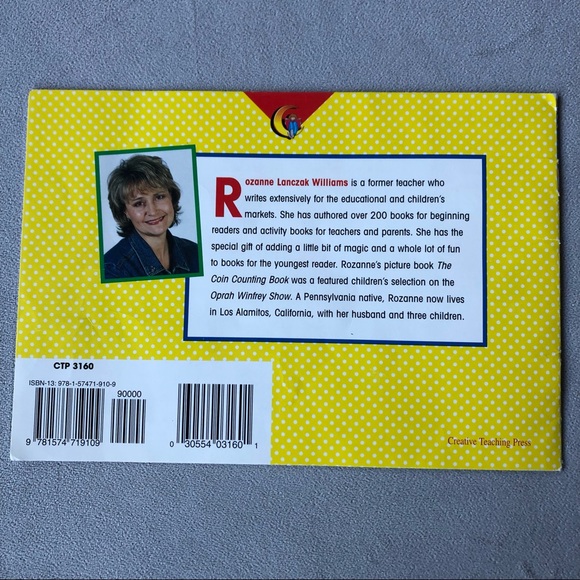 Rozanne Lanczak Williams is a former teacher who
writes extensively for the educational and children's
markets. She has authored over 200 books for beginning
readers and activity books for teachers and parents. She has the
special gift of adding a little bit of magic and a whole lot of fun
to books for the youngest reader. Rozanne's picture book The
Coin Counting Book was a featured children's selection on the
Oprah Winfrey Show. A Pennsylvania native, Rozanne now lives
in Los Alamitos, California, with her husband and three children.
CTP 3160
ISBN-13: 978-1-57471-910-9
90000
9 781574 719109
0 30554 03160 1
Creative Teaching Press